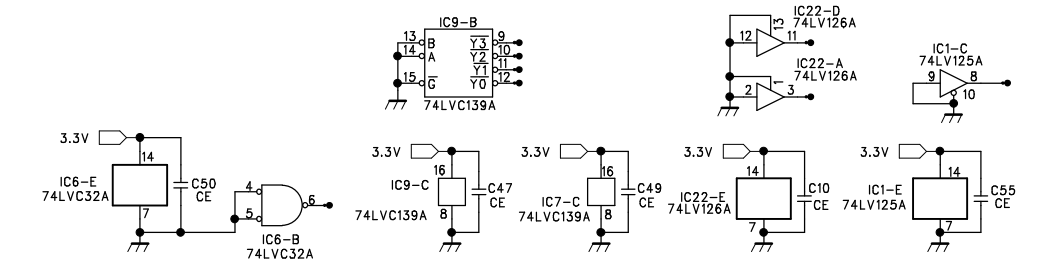 IC9-B
13 B Y3 9
14 A Y2 10
Y1 11
15 G Y0 12
74LVC139A
IC22-D
74LV126A
13
12 11
IC22-A
74LV126A
1
2 3
IC1-C
74LV125A
9 8
10
3.3V
14
IC6-E
74LVC32A
7
C50
CE
4
5
6
IC6-B
74LVC32A
3.3V
16
IC9-C
74LVC139A
8
C47
CE
3.3V
16
IC7-C
74LVC139A
8
C49
CE
3.3V
14
IC22-E
74LV126A
7
C10
CE
3.3V
14
IC1-E
74LV125A
7
C55
CE